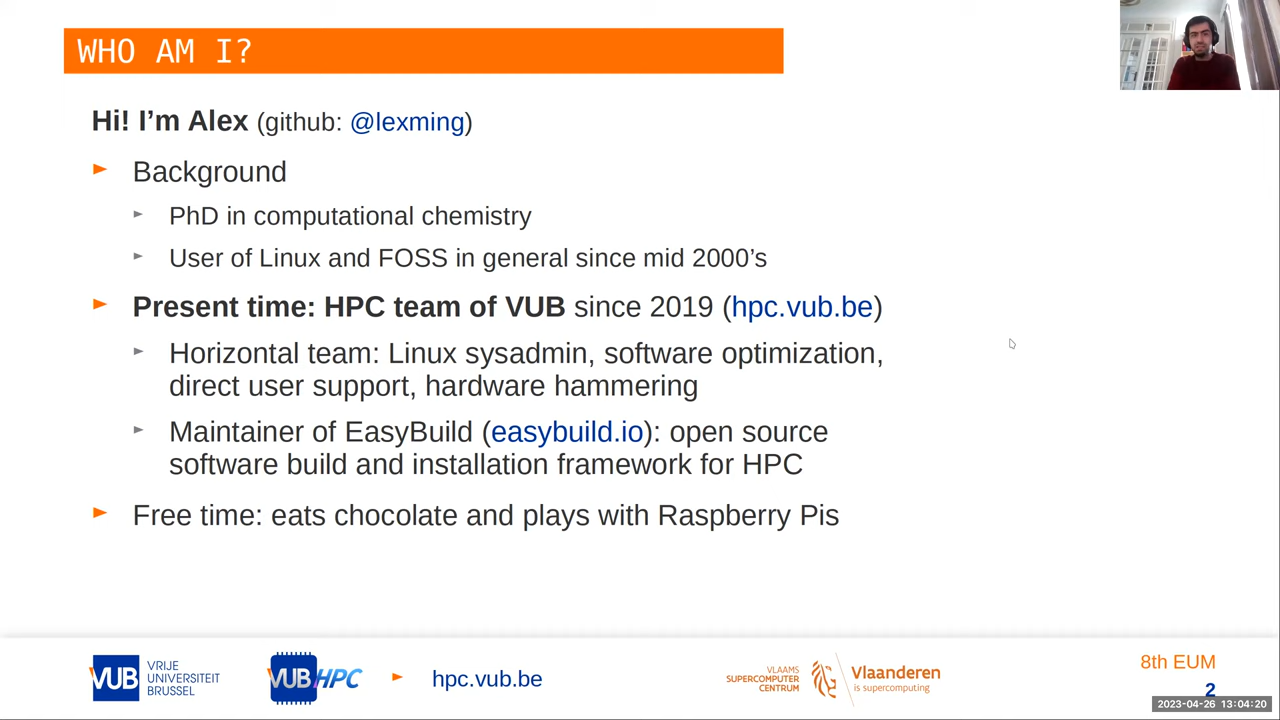 WHO AM I?
Hi! I’m Alex (github: @lexming)
Background
PhD in computational chemistry
User of Linux and FOSS in general since mid 2000’s
Present time: HPC team of VUB since 2019 (hpc.vub.be)
Horizontal team: Linux sysadmin, software optimization,
direct user support, hardware hammering
Maintainer of EasyBuild (easybuild.io): open source
software build and installation framework for HPC
Free time: eats chocolate and plays with Raspberry Pis
VUB
VRIJE
UNIVERSITEIT
BRUSSEL
VUB HPC
hpc.vub.be
VLAAMS
SUPERCOMPUTER
CENTRUM
Vlaanderen
is supercomputing
8th EUM
2
2023-04-26 13:04:20